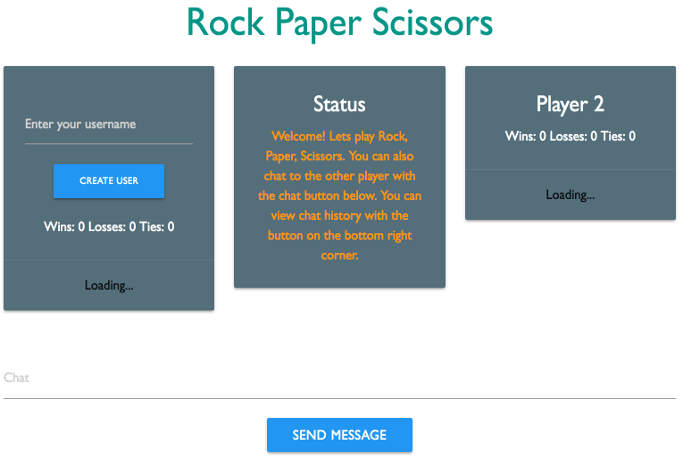 Rock Paper Scissors
Enter your username
CREATE USER
Wins: 0 Losses: 0 Ties: 0
Loading...
Status
Welcome! Lets play Rock,
Paper, Scissors. You can also
chat to the other player with
the chat button below. You can
view chat history with the
button on the bottom right
corner.
Player 2
Wins: 0 Losses: 0 Ties: 0
Loading...
Chat
SEND MESSAGE